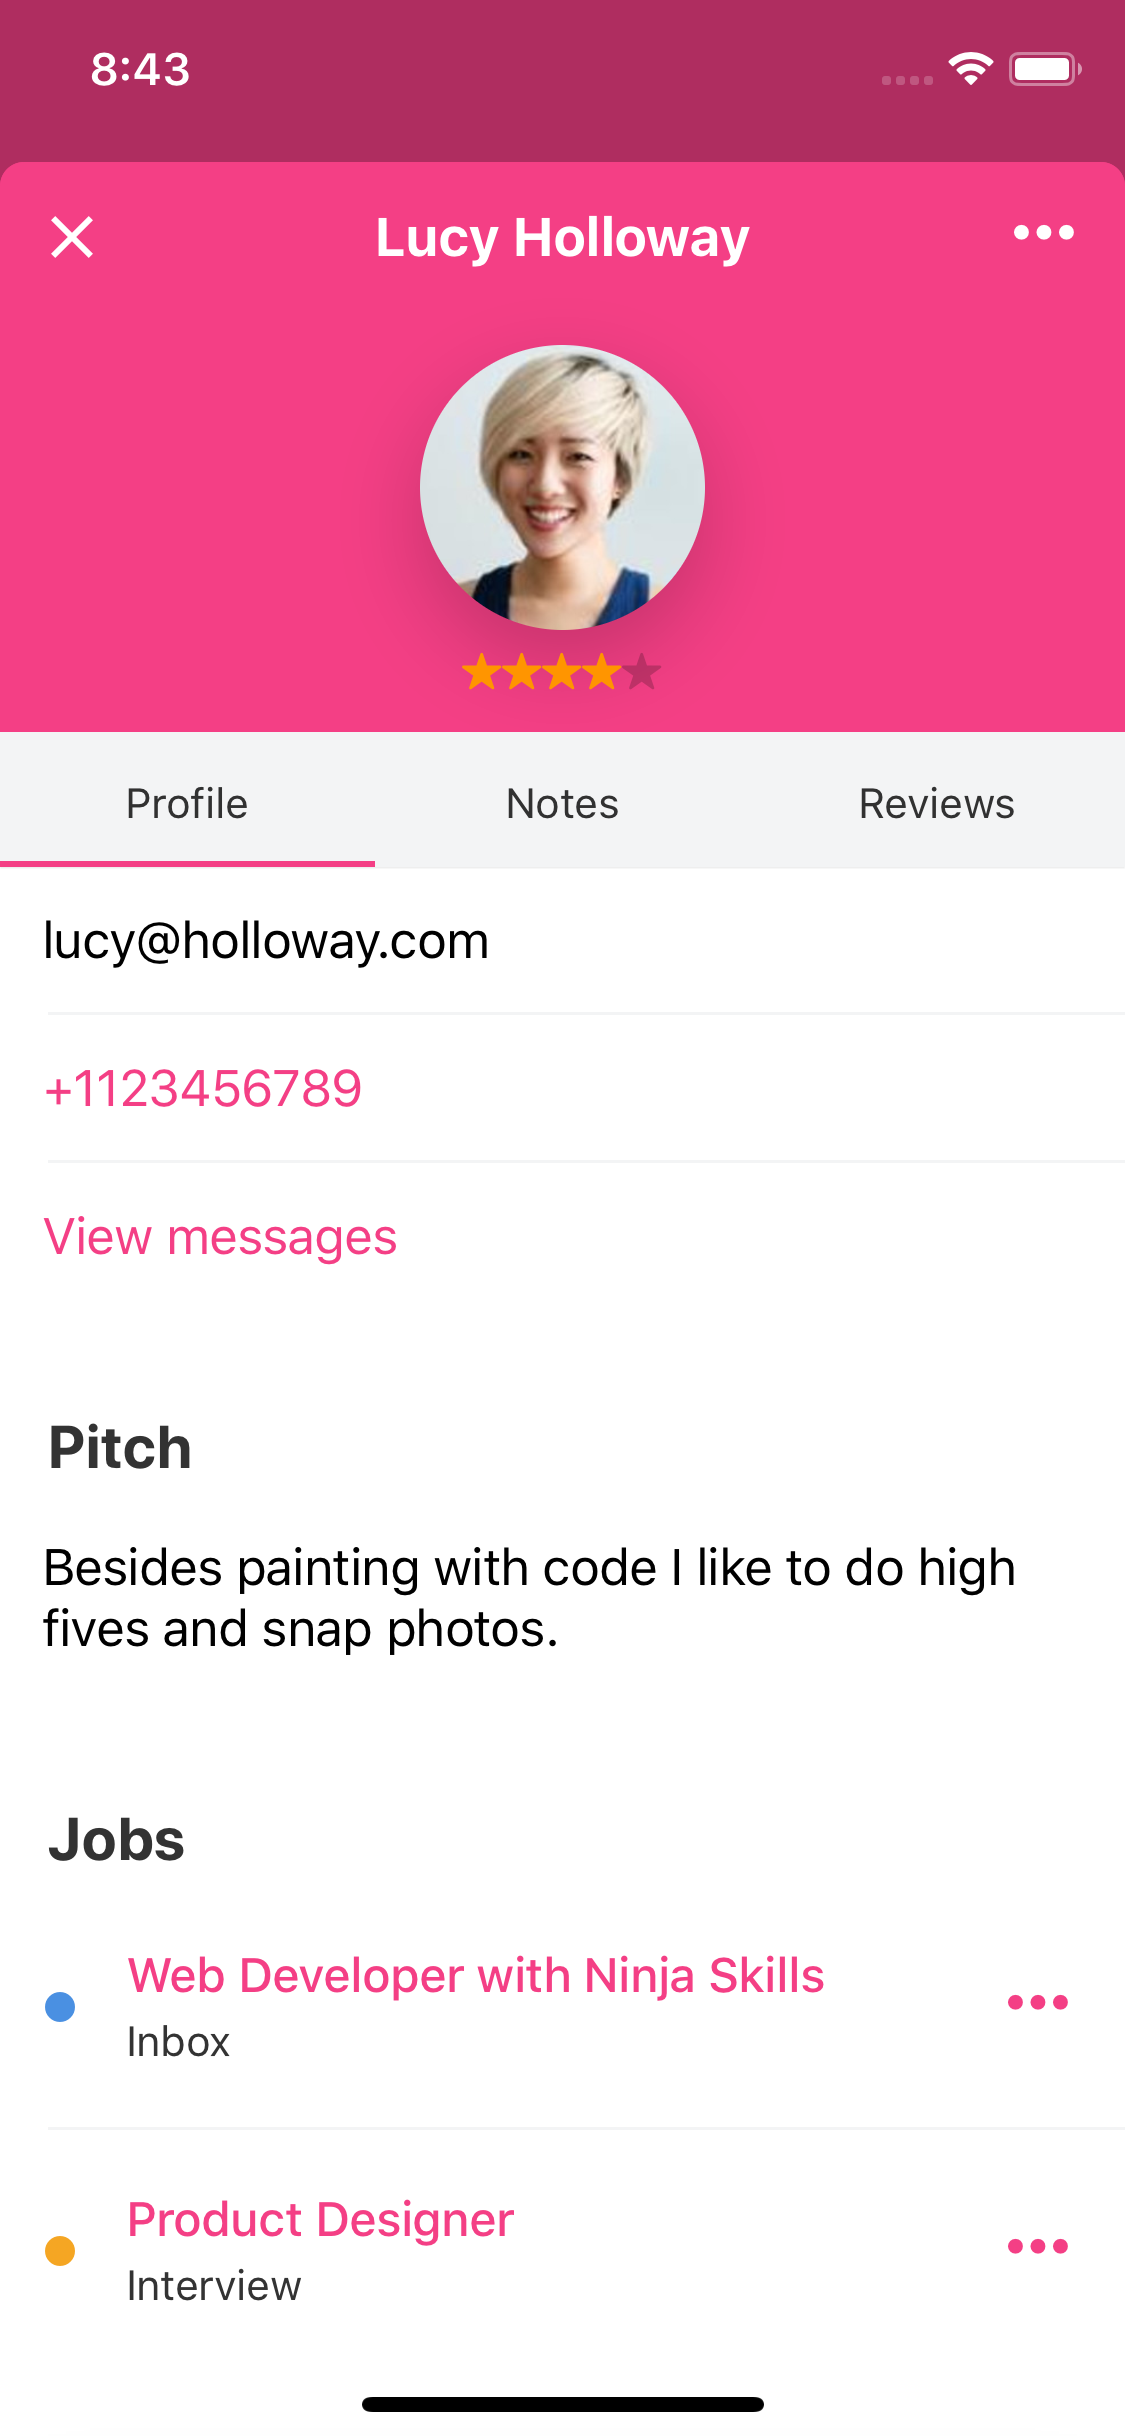 8:43
Lucy Holloway
Profile
Notes
Reviews
lucy@holloway.com
+1123456789
View messages
Pitch
Besides painting with code I like to do high
fives and snap photos.
Jobs
Web Developer with Ninja Skills
Inbox
Product Designer
Interview